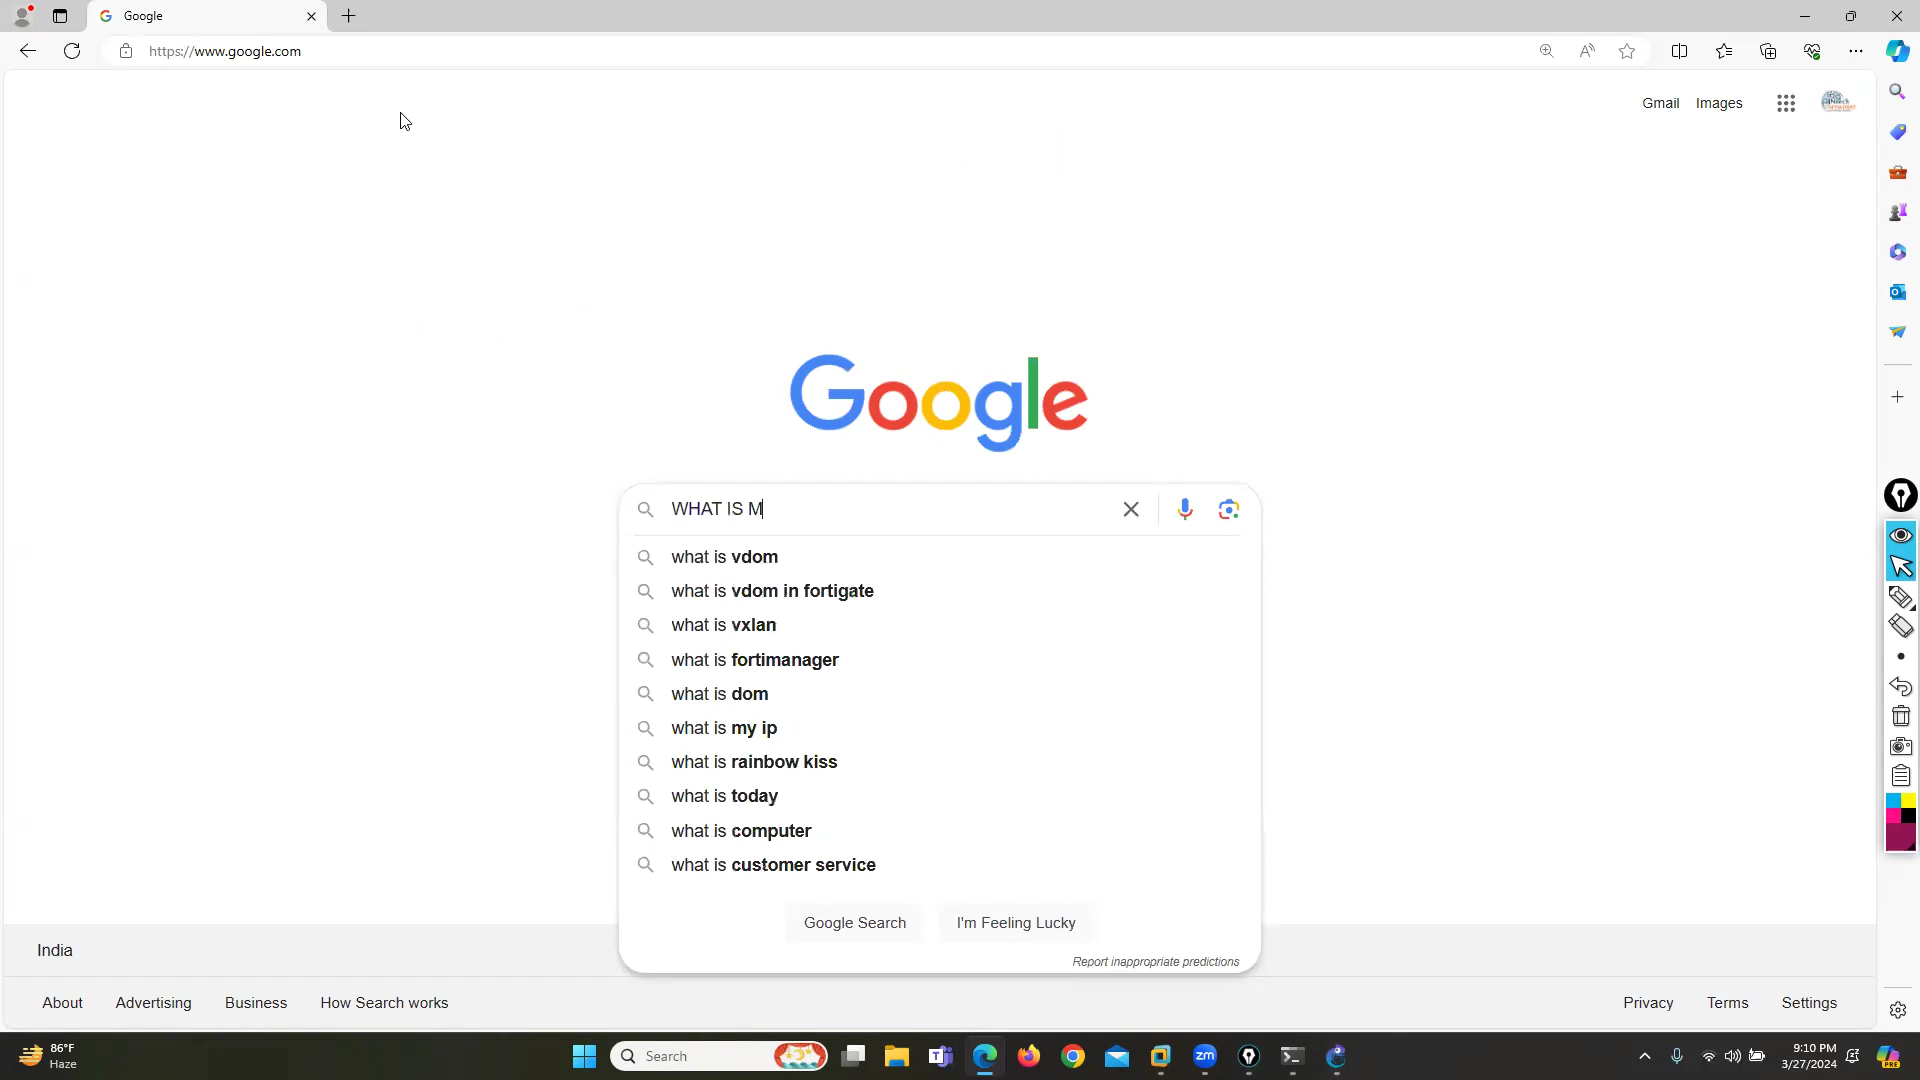 Google
https://www.google.com
Gmail Images
Google
WHAT IS M
what is vdom
what is vdom in fortigate
what is vxlan
what is fortimanager
what is dom
what is my ip
what is rainbow kiss
what is today
what is computer
what is customer service
Google Search I'm Feeling Lucky
Report inappropriate predictions
India
About Advertising Business How Search works
Privacy Terms Settings
86°F
Haze
Search
zm
9:10 PM
3/27/2024
PRE